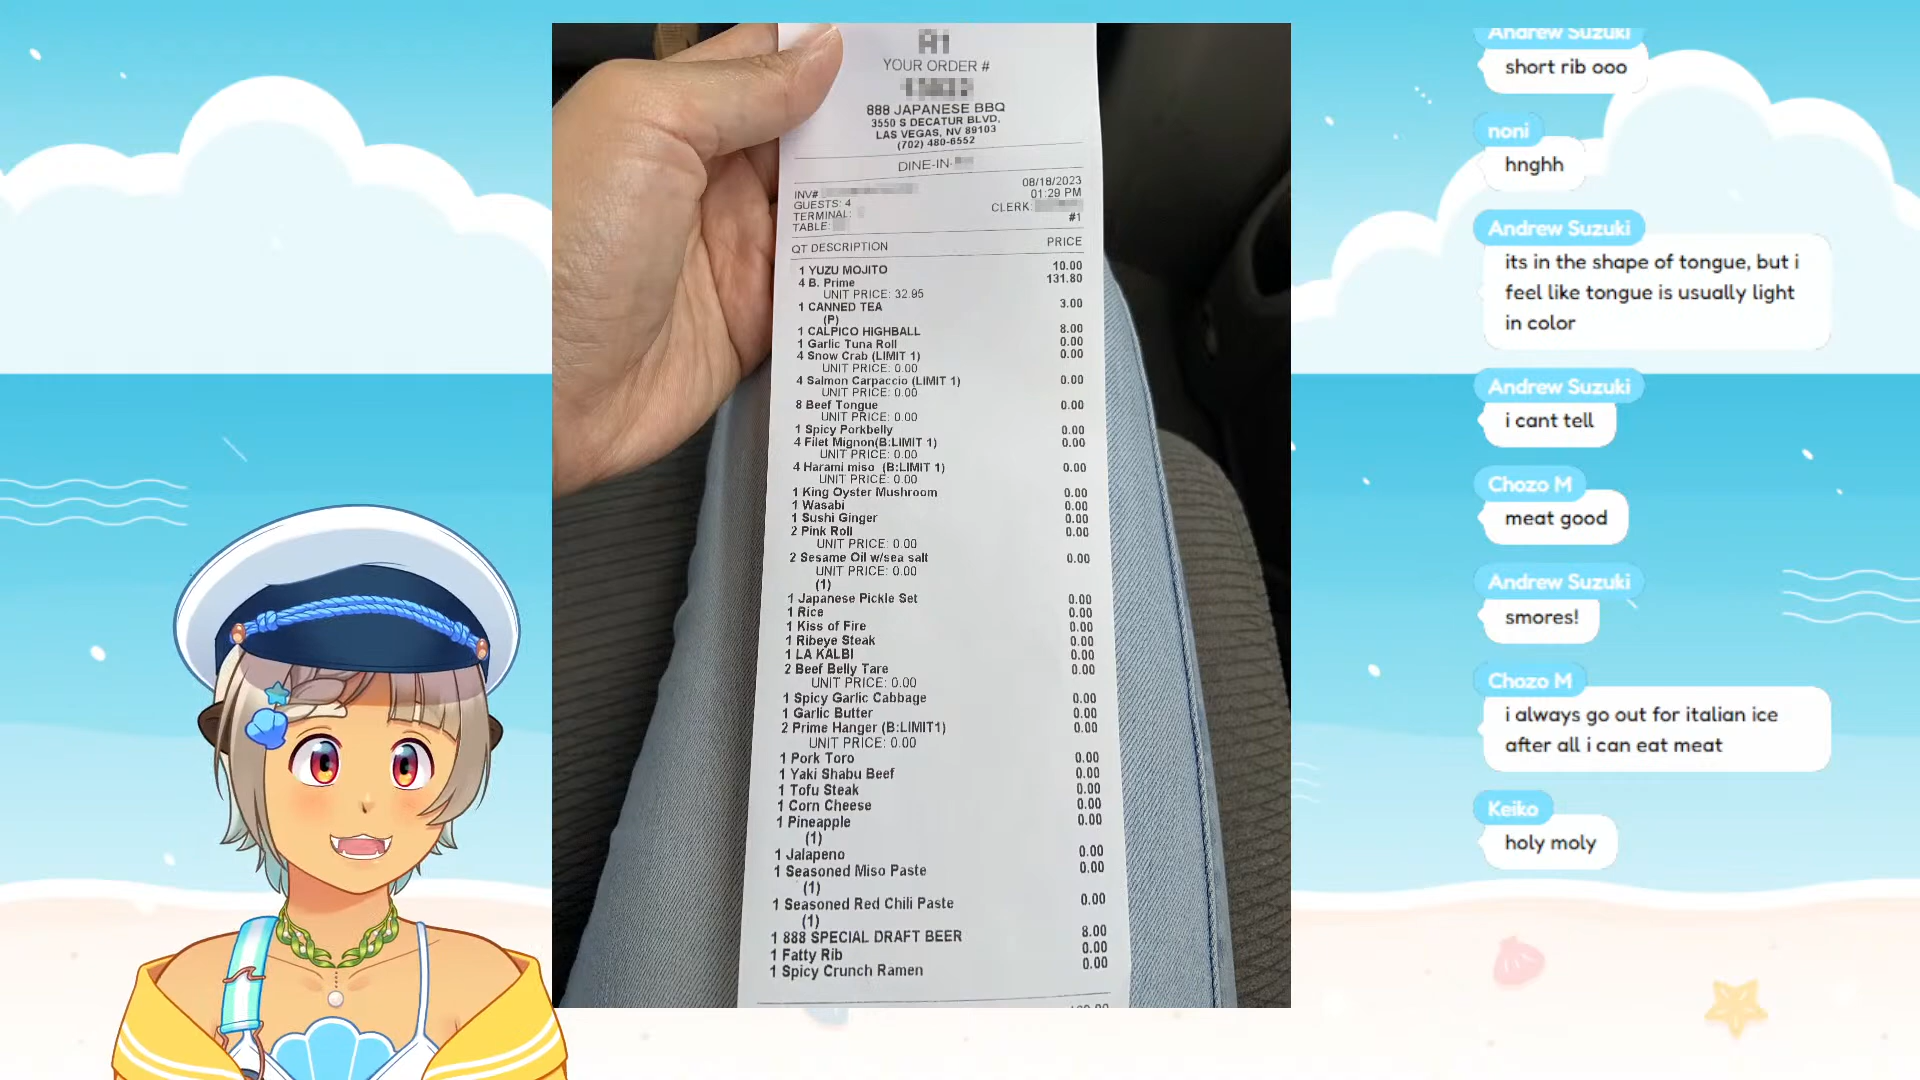 YOUR ORDER #
888 JAPANESE BBQ
3550 S DECATUR BLVD,
LAS VEGAS, NV 89103
(702) 480-6552
DINE-IN-
INV#
08/18/2023
GUESTS: 4
01:29 PM
TERMINAL:
CLERK:
TABLE:
#1
QT DESCRIPTION PRICE
1 YUZU MOJITO 10.00
4 B. Prime 131.80
UNIT PRICE: 32.95
1 CANNED TEA 3.00
(P)
1 CALPICO HIGHBALL 8.00
1 Garlic Tuna Roll 0.00
4 Snow Crab (LIMIT 1) 0.00
UNIT PRICE: 0.00
4 Salmon Carpaccio (LIMIT 1) 0.00
UNIT PRICE: 0.00
8 Beef Tongue 0.00
UNIT PRICE: 0.00
1 Spicy Porkbelly 0.00
4 Filet Mignon(B:LIMIT 1) 0.00
UNIT PRICE: 0.00
4 Harami miso (B:LIMIT 1) 0.00
UNIT PRICE: 0.00
1 King Oyster Mushroom 0.00
1 Wasabi 0.00
1 Sushi Ginger 0.00
2 Pink Roll 0.00
UNIT PRICE: 0.00
2 Sesame Oil w/sea salt 0.00
UNIT PRICE: 0.00
(1)
1 Japanese Pickle Set 0.00
1 Rice 0.00
1 Kiss of Fire 0.00
1 Ribeye Steak 0.00
1 LA KALBI 0.00
2 Beef Belly Tare 0.00
UNIT PRICE: 0.00
1 Spicy Garlic Cabbage 0.00
1 Garlic Butter 0.00
2 Prime Hanger (B:LIMIT1) 0.00
UNIT PRICE: 0.00
1 Pork Toro 0.00
1 Yaki Shabu Beef 0.00
1 Tofu Steak 0.00
1 Corn Cheese 0.00
1 Pineapple 0.00
(1)
1 Jalapeno 0.00
1 Seasoned Miso Paste 0.00
(1)
1 Seasoned Red Chili Paste 0.00
(1)
1 888 SPECIAL DRAFT BEER 8.00
1 Fatty Rib 0.00
1 Spicy Crunch Ramen 0.00
Andrew Suzuki
short rib ooo
noni
hnghh
Andrew Suzuki
its in the shape of tongue, but i
feel like tongue is usually light
in color
Andrew Suzuki
i cant tell
Chozo M
meat good
Andrew Suzuki
smores!
Chozo M
i always go out for italian ice
after all i can eat meat
Keiko
holy moly